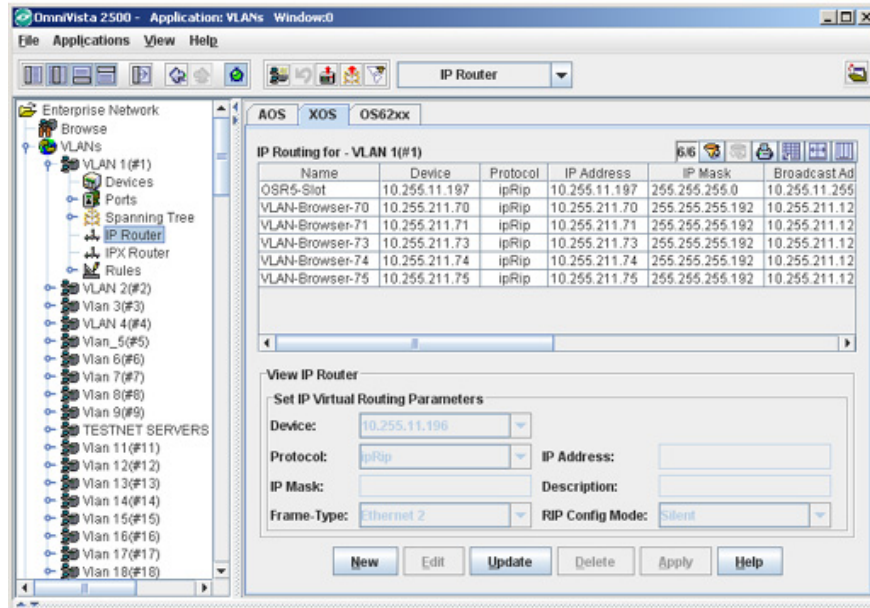 OmniVista 2500 - Application: VLANs Window:0
File Applications View Help
IP Router
Enterprise Network
Browse
VLANs
VLAN 1(#1)
Devices
Ports
Spanning Tree
IP Router
IPX Router
Rules
VLAN 2(#2)
Vlan 3(#3)
VLAN 4(#4)
Vlan_5(#5)
Vlan 6(#6)
Vlan 7(#7)
Vlan 8(#8)
Vlan 9(#9)
TESTNET SERVERS
Vlan 11(#11)
Vlan 12(#12)
Vlan 13(#13)
Vlan 14(#14)
Vlan 15(#15)
Vlan 16(#16)
Vlan 17(#17)
Vlan 18(#18)
AOS XOS OS62xx
IP Routing for - VLAN 1(#1) 6/6
Name Device Protocol IP Address IP Mask Broadcast Ad
OSR5-Slot 10.255.11.197 ipRip 10.255.11.197 255.255.255.0 10.255.11.255
VLAN-Browser-70 10.255.211.70 ipRip 10.255.211.70 255.255.255.192 10.255.211.12
VLAN-Browser-71 10.255.211.71 ipRip 10.255.211.71 255.255.255.192 10.255.211.12
VLAN-Browser-73 10.255.211.73 ipRip 10.255.211.73 255.255.255.192 10.255.211.12
VLAN-Browser-74 10.255.211.74 ipRip 10.255.211.74 255.255.255.192 10.255.211.12
VLAN-Browser-75 10.255.211.75 ipRip 10.255.211.75 255.255.255.192 10.255.211.12
View IP Router
Set IP Virtual Routing Parameters
Device: 10.255.11.196
Protocol: ipRip IP Address:
IP Mask: Description:
Frame-Type: Ethernet 2 RIP Config Mode: Silent
New Edit Update Delete Apply Help